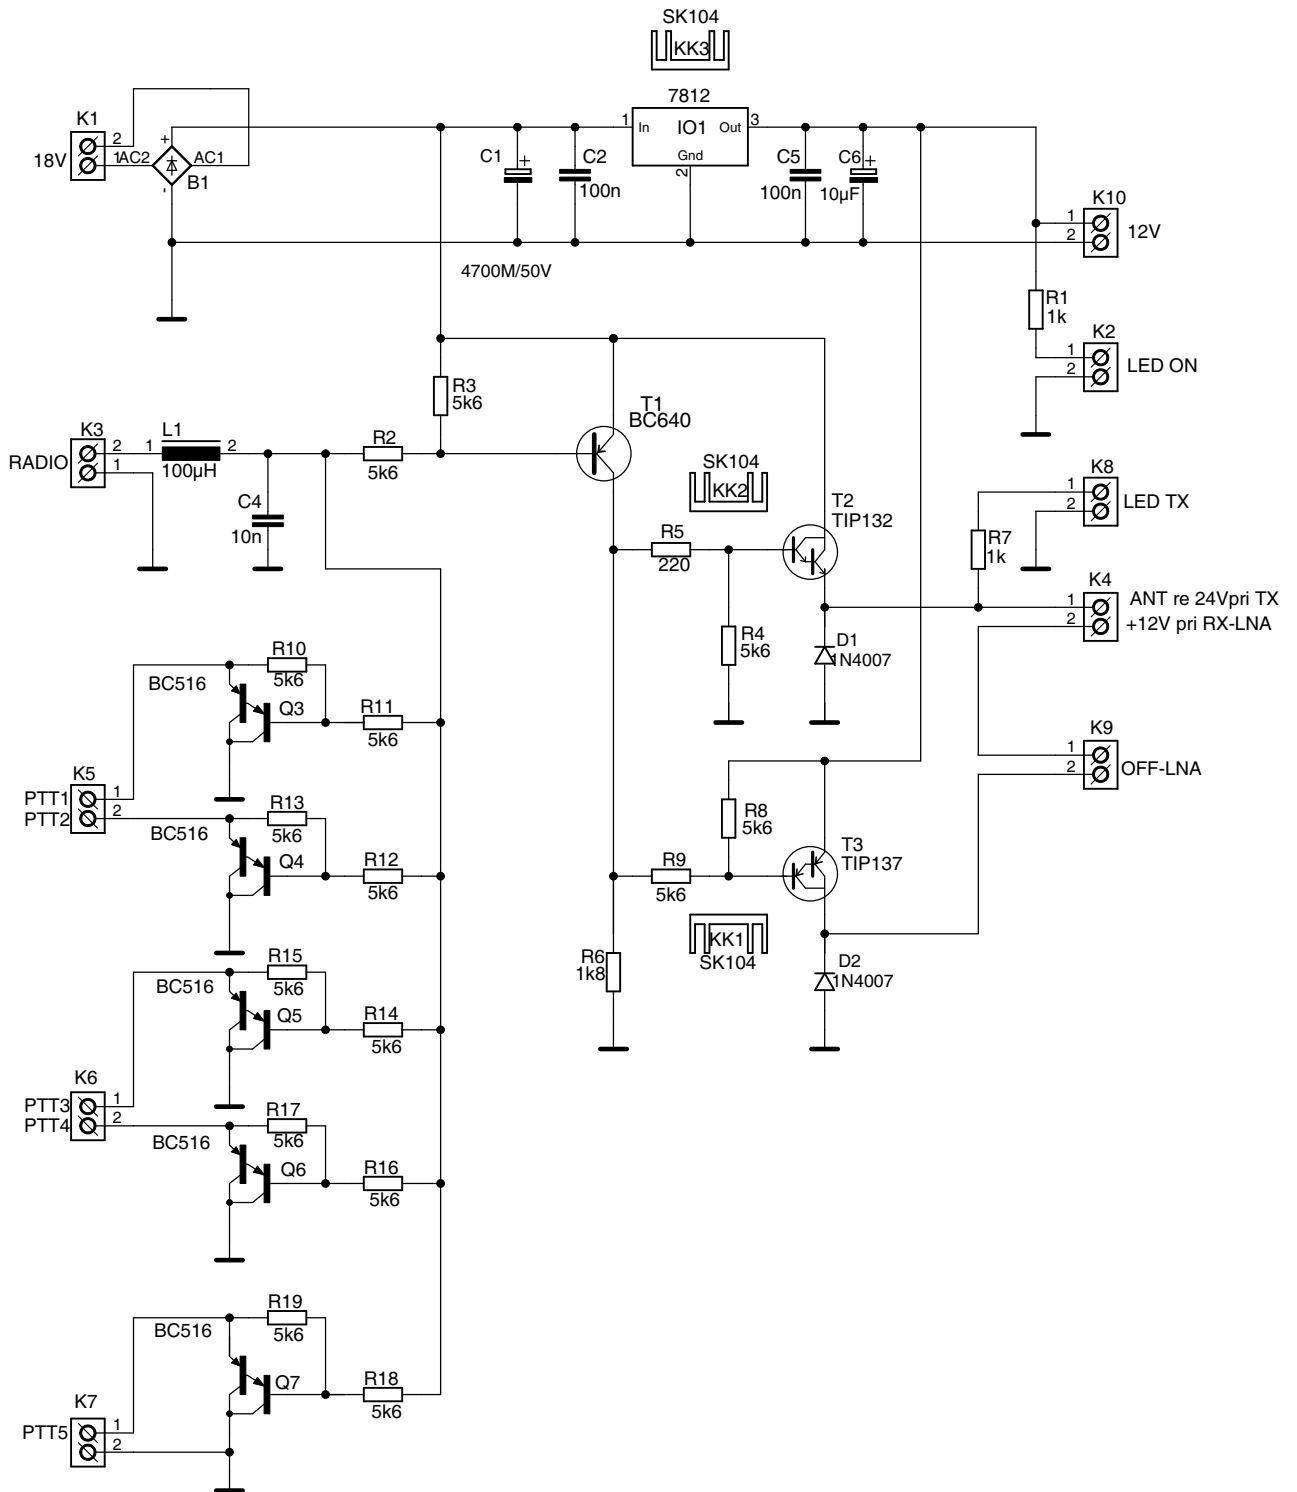 SK104
KK3
7812
K1
2
1
18V
AC2
+
-
AC1
B1
1
In
IO1
Out
3
Gnd
2
C1
+
C2
100n
C5
100n
C6
+
10µF
4700M/50V
K10
1
2
12V
R1
1k
K2
1
2
LED ON
R3
5k6
T1
BC640
K3
2
1
RADIO
1
L1
2
100µH
R2
5k6
C4
10n
SK104
KK2
T2
TIP132
K8
1
2
LED TX
R5
220
R7
1k
K4
1
2
ANT re 24Vpri TX
+12V pri RX-LNA
R4
5k6
D1
1N4007
R10
5k6
BC516
Q3
R11
5k6
K9
1
2
OFF-LNA
K5
PTT1
1
PTT2
2
R13
5k6
BC516
Q4
R12
5k6
R8
5k6
T3
TIP137
R9
5k6
KK1
SK104
R6
1k8
D2
1N4007
R15
5k6
BC516
Q5
R14
5k6
K6
PTT3
1
PTT4
2
R17
5k6
BC516
Q6
R16
5k6
R19
5k6
BC516
Q7
R18
5k6
K7
PTT5
1
2